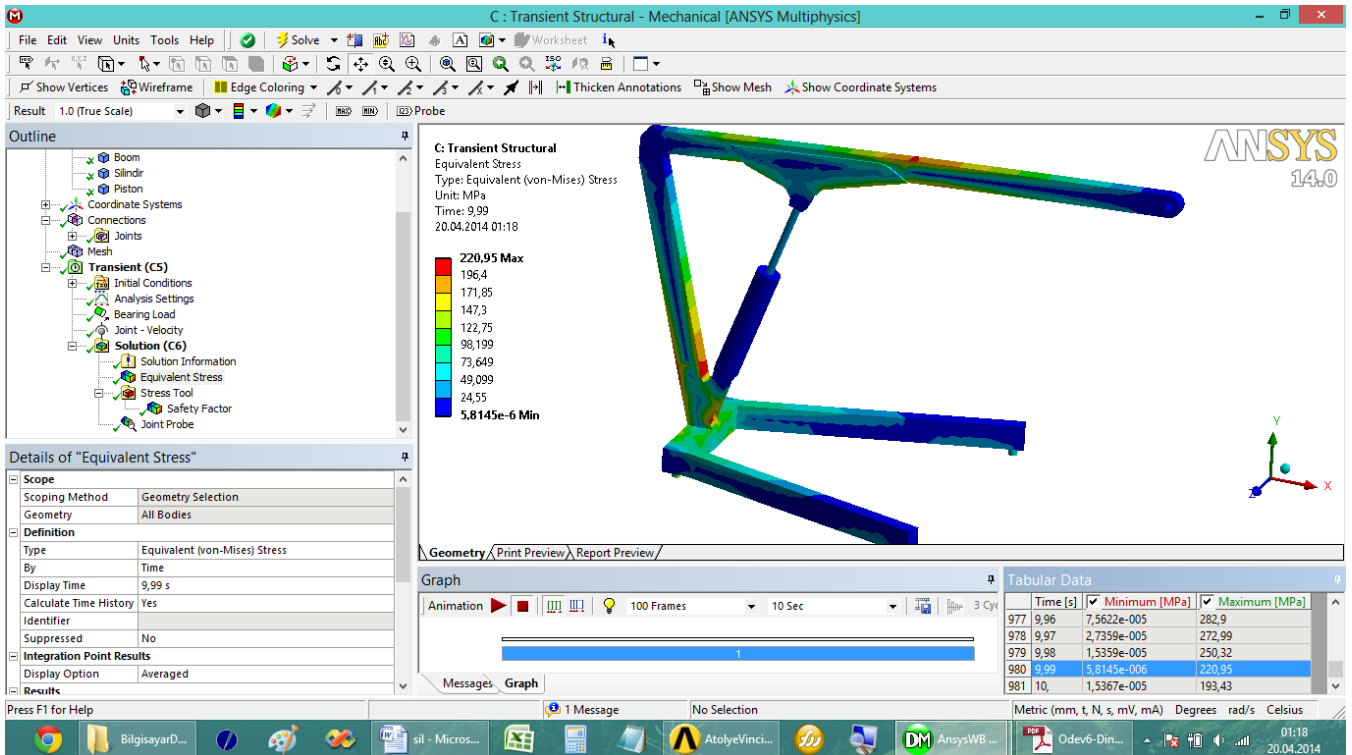 C : Transient Structural - Mechanical [ANSYS Multiphysics]
File Edit View Units Tools Help Solve Worksheet
Show Vertices Wireframe Edge Coloring Thicken Annotations Show Mesh Show Coordinate Systems
Result 1.0 (True Scale) MAX MIN Probe
Outline
Boom
Silindir
Piston
Coordinate Systems
Connections
Joints
Mesh
Transient (C5)
Initial Conditions
Analysis Settings
Bearing Load
Joint - Velocity
Solution (C6)
Solution Information
Equivalent Stress
Stress Tool
Safety Factor
Joint Probe
Details of "Equivalent Stress"
Scope
Scoping Method Geometry Selection
Geometry All Bodies
Definition
Type Equivalent (von-Mises) Stress
By Time
Display Time 9,99 s
Calculate Time History Yes
Identifier
Suppressed No
Integration Point Results
Display Option Averaged
Results
C: Transient Structural
Equivalent Stress
Type: Equivalent (von-Mises) Stress
Unit: MPa
Time: 9,99
20.04.2014 01:18
220,95 Max
196,4
171,85
147,3
122,75
98,199
73,649
49,099
24,55
5,8145e-6 Min
ANSYS
14.0
Y
X
Z
Geometry Print Preview Report Preview
Graph
Animation 100 Frames 10 Sec 3 Cyc
1
Messages Graph
Tabular Data
Time [s] Minimum [MPa] Maximum [MPa]
977 9,96 7,5622e-005 282,9
978 9,97 2,7359e-005 272,99
979 9,98 1,5359e-005 250,32
980 9,99 5,8145e-006 220,95
981 10, 1,5367e-005 193,43
Press F1 for Help 1 Message No Selection Metric (mm, t, N, s, mV, mA) Degrees rad/s Celsius
BilgisayarD... sil - Micros... AtolyeVinci... DM AnsysWB ... Odev6-Din... 01:18
20.04.2014